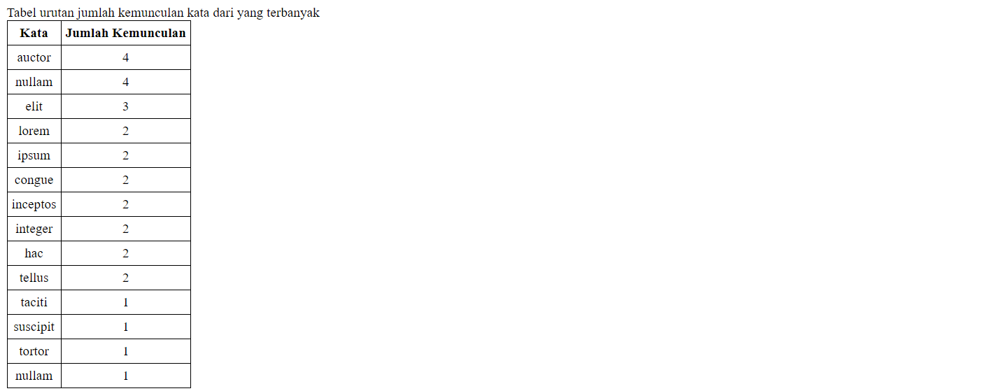 Tabel urutan jumlah kemunculan kata dari yang terbanyak
Kata Jumlah Kemunculan
auctor 4
nullam 4
elit 3
lorem 2
ipsum 2
congue 2
inceptos 2
integer 2
hac 2
tellus 2
taciti 1
suscipit 1
tortor 1
nullam 1